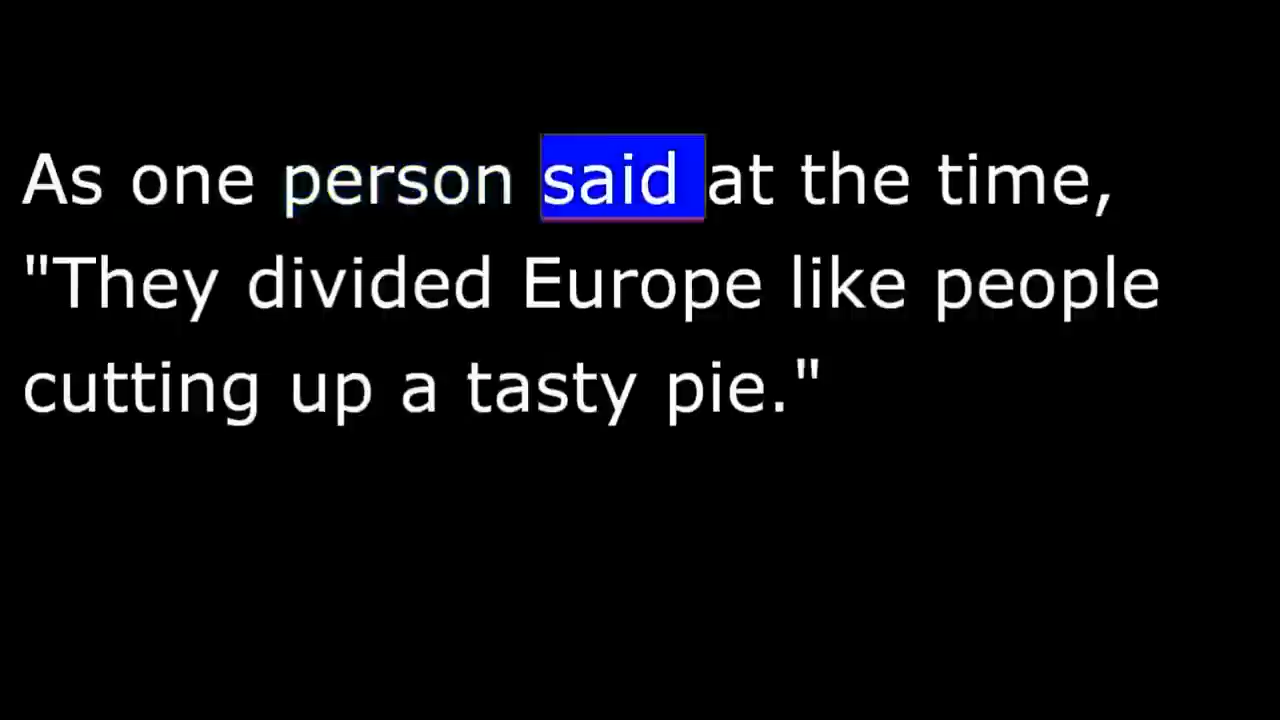 As one person said at the time,
"They divided Europe like people
cutting up a tasty pie."